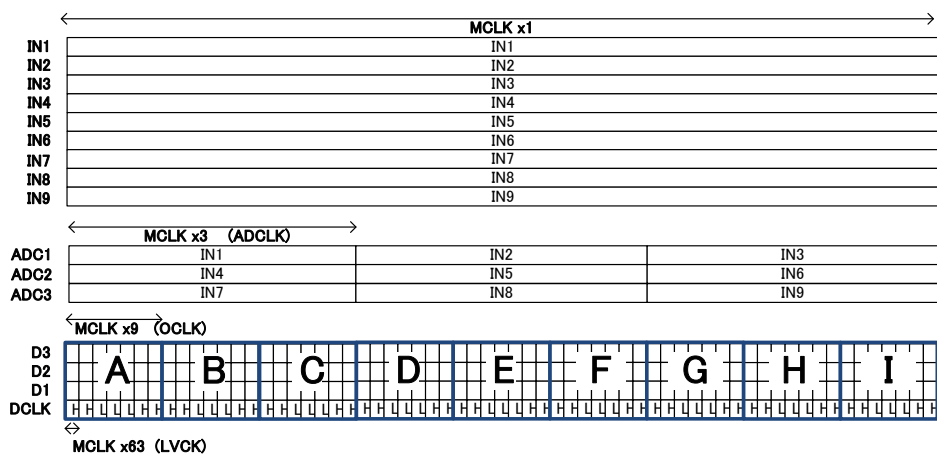 MCLK x1
IN1 IN1
IN2 IN2
IN3 IN3
IN4 IN4
IN5 IN5
IN6 IN6
IN7 IN7
IN8 IN8
IN9 IN9
MCLK x3 (ADCLK)
ADC1 IN1 IN2 IN3
ADC2 IN4 IN5 IN6
ADC3 IN7 IN8 IN9
MCLK x9 (OCLK)
D3
D2 A B C D E F G H I
D1
DCLK H H L L L H H H H L L L H H H H L L L H H H H L L L H H H H L L L H H H H L L L H H H H L L L H H H H L L L H H H H L L L H H
MCLK x63 (LVCK)